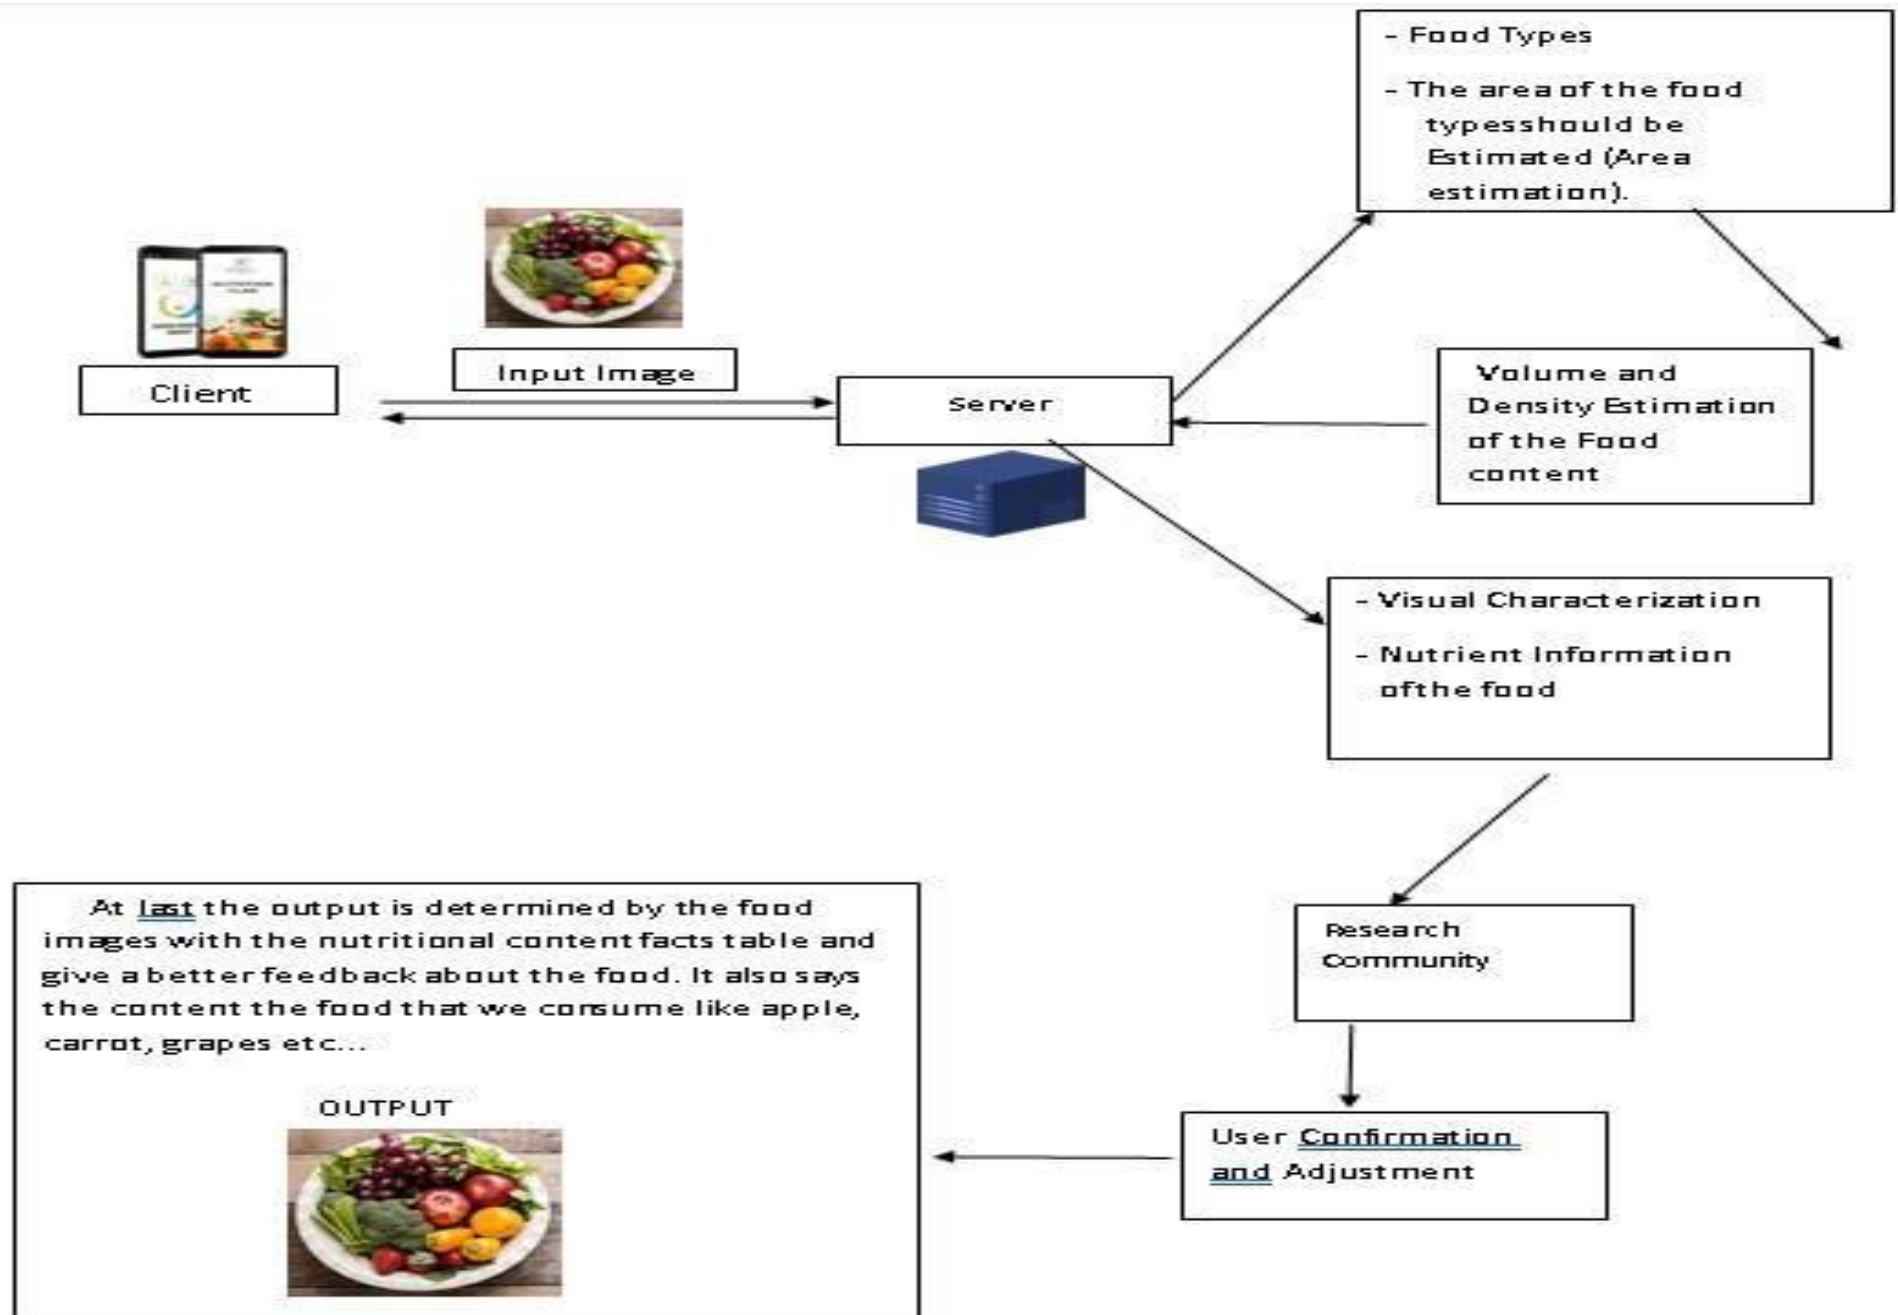 - Food Types
- The area of the food
typesshould be
Estimated (Area
estimation).
Client
Input Image
Server
Volume and
Density Estimation
of the Food
content
- Visual Characterization
- Nutrient Information
ofthe food
Research
Community
User Confirmation
and Adjustment
At last the output is determined by the food
images with the nutritional content facts table and
give a better feedback about the food. It also says
the content the food that we consume like apple,
carrot, grapes etc...
OUTPUT